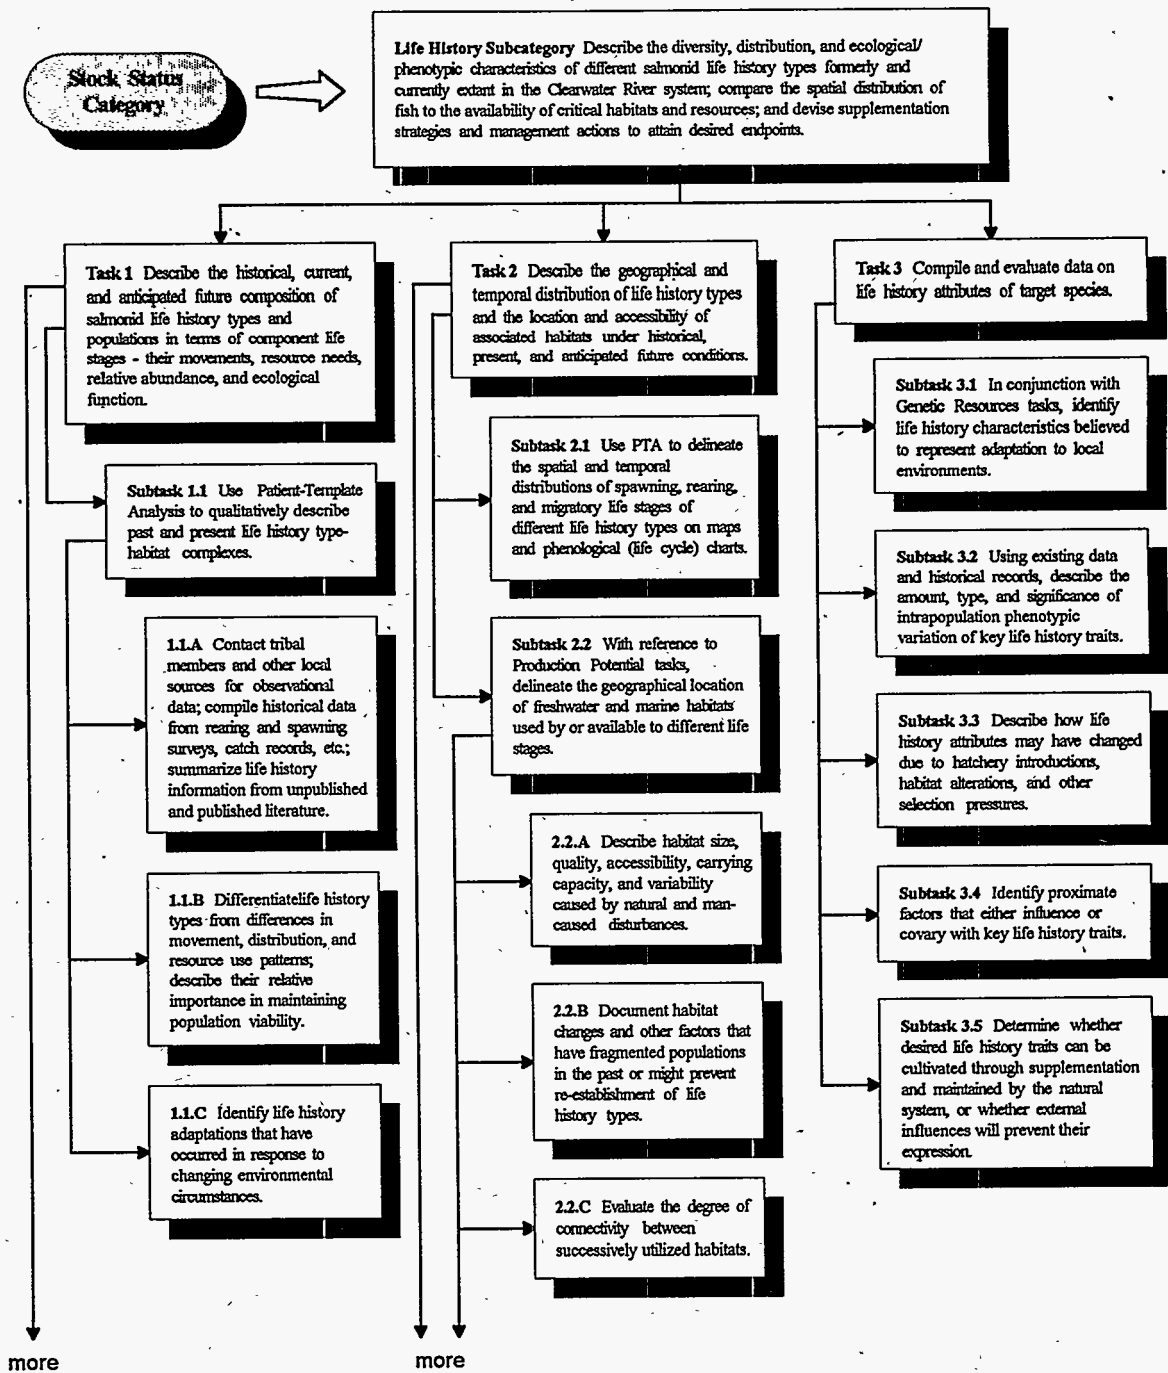 Stock Status
Category
Life History Subcategory Describe the diversity, distribution, and ecological/
phenotypic characteristics of different salmonid life history types formerly and
currently extant in the Clearwater River system; compare the spatial distribution of
fish to the availability of critical habitats and resources; and devise supplementation
strategies and management actions to attain desired endpoints.
Task 1 Describe the historical, current,
and anticipated future composition of
salmonid life history types and
populations in terms of component life
stages - their movements, resource needs,
relative abundance, and ecological
function.
Subtask 1.1 Use Patient-Template
Analysis to qualitatively describe
past and present life history type-
habitat complexes.
1.1.A Contact tribal
members and other local
sources for observational
data; compile historical data
from rearing and spawning
surveys, catch records, etc.;
summarize life history
information from unpublished
and published literature.
1.1.B Differentiatelife history
types from differences in
movement, distribution, and
resource use patterns;
describe their relative
importance in maintaining
population viability.
1.1.C Identify life history
adaptations that have
occurred in response to
changing environmental
circumstances.
more
Task 2 Describe the geographical and
temporal distribution of life history types
and the location and accessibility of
associated habitats under historical,
present, and anticipated future conditions.
Subtask 2.1 Use PTA to delineate
the spatial and temporal
distributions of spawning, rearing,
and migratory life stages of
different life history types on maps
and phenological (life cycle) charts.
Subtask 2.2 With reference to
Production Potential tasks,
delineate the geographical location
of freshwater and marine habitats
used by or available to different life
stages.
2.2.A Describe habitat size,
quality, accessibility, carrying
capacity, and variability
caused by natural and man-
caused disturbances.
2.2.B Document habitat
changes and other factors that
have fragmented populations
in the past or might prevent
re-establishment of life
history types.
2.2.C Evaluate the degree of
connectivity between
successively utilized habitats.
more
Task 3 Compile and evaluate data on
life history attributes of target species.
Subtask 3.1 In conjunction with
Genetic Resources tasks, identify
life history characteristics believed
to represent adaptation to local
environments.
Subtask 3.2 Using existing data
and historical records, describe the
amount, type, and significance of
intrapopulation phenotypic
variation of key life history traits.
Subtask 3.3 Describe how life
history attributes may have changed
due to hatchery introductions,
habitat alterations, and other
selection pressures.
Subtask 3.4 Identify proximate
factors that either influence or
covary with key life history traits.
Subtask 3.5 Determine whether
desired life history traits can be
cultivated through supplementation
and maintained by the natural
system, or whether external
influences will prevent their
expression.